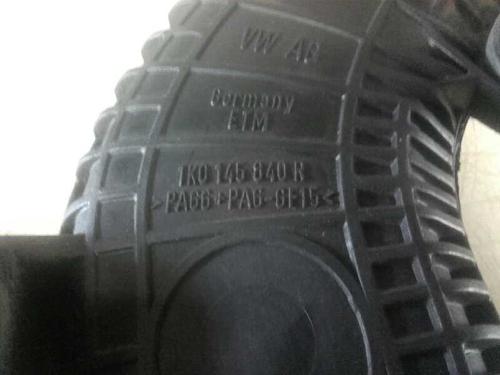 VW AG
Germany
ETM
1K0 145 840 R
>PA66+PA6-GF15<